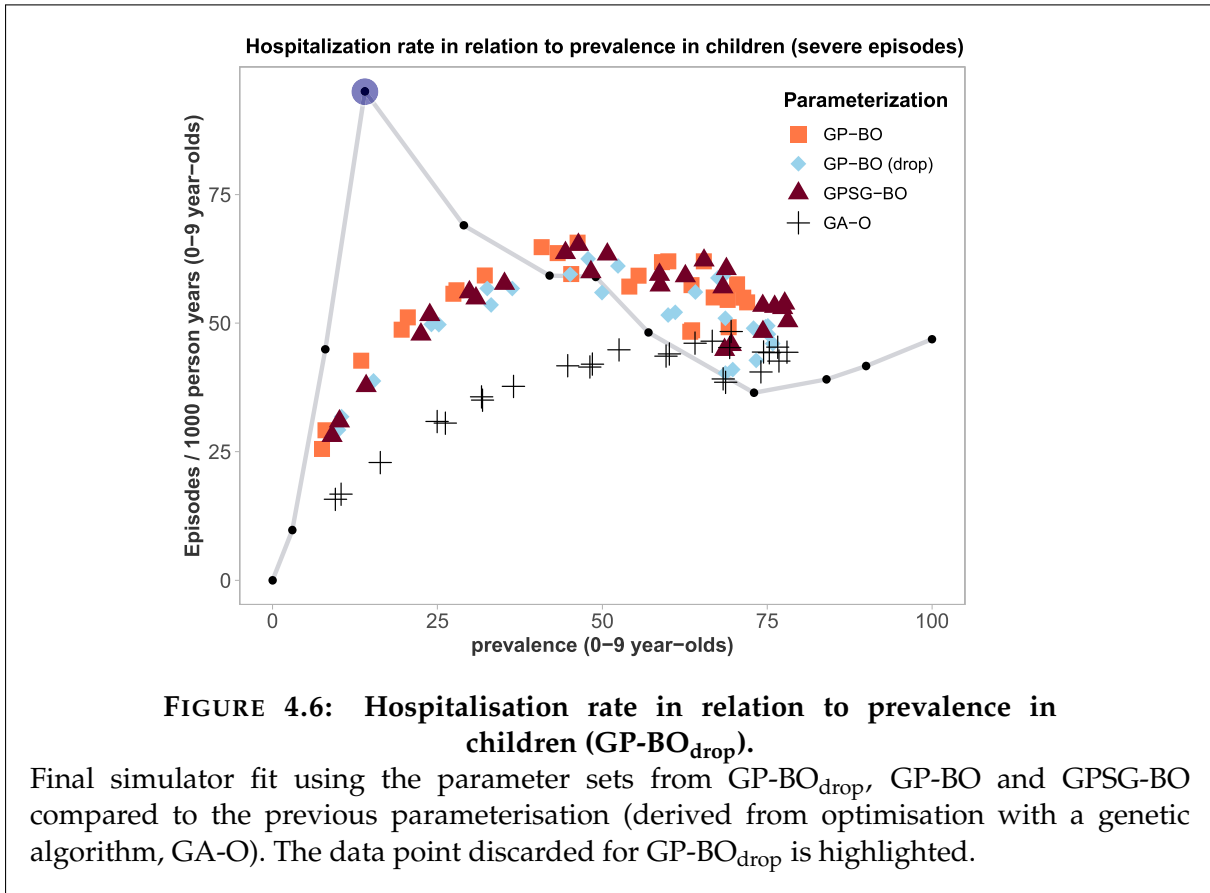 Hospitalization rate in relation to prevalence in children (severe episodes)
Episodes / 1000 person years (0−9 year−olds)
75
50
25
0
Parameterization
GP−BO
GP−BO (drop)
GPSG−BO
GA−O
0 25 50 75 100
prevalence (0−9 year−olds)
FIGURE 4.6: Hospitalisation rate in relation to prevalence in
children (GP-BOdrop).
Final simulator fit using the parameter sets from GP-BOdrop, GP-BO and GPSG-BO
compared to the previous parameterisation (derived from optimisation with a genetic
algorithm, GA-O). The data point discarded for GP-BOdrop is highlighted.